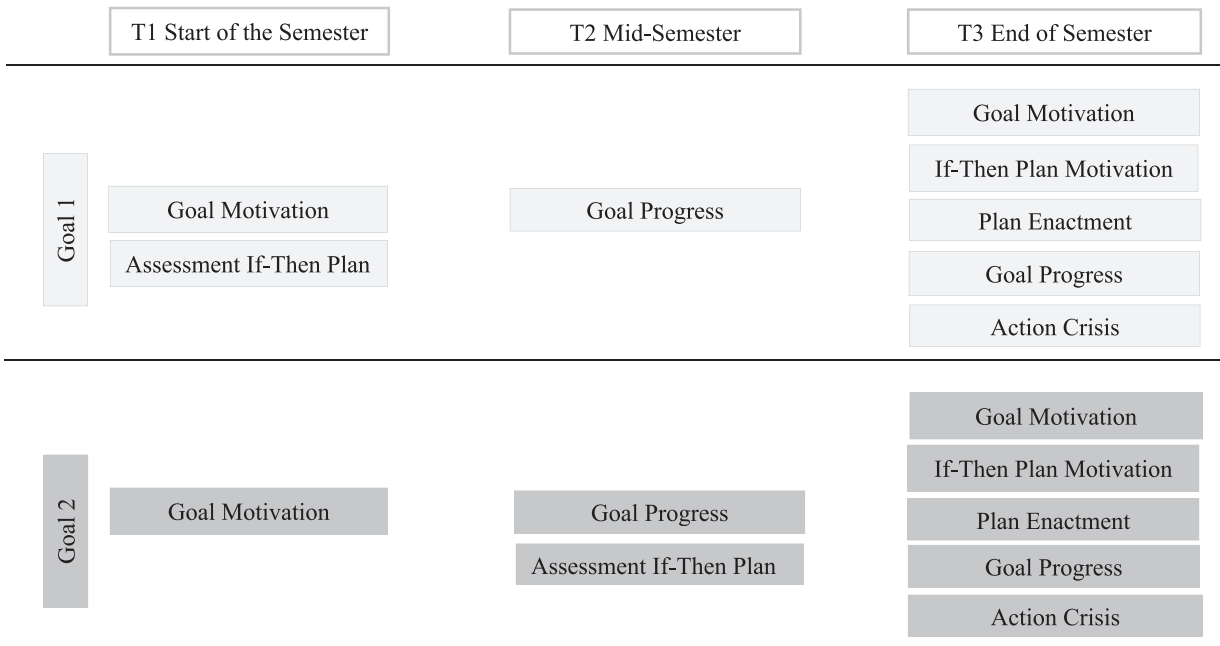 T1 Start of the Semester
T2 Mid-Semester
T3 End of Semester
Goal 1
Goal Motivation
Assessment If-Then Plan
Goal Progress
Goal Motivation
If-Then Plan Motivation
Plan Enactment
Goal Progress
Action Crisis
Goal 2
Goal Motivation
Goal Progress
Assessment If-Then Plan
Goal Motivation
If-Then Plan Motivation
Plan Enactment
Goal Progress
Action Crisis